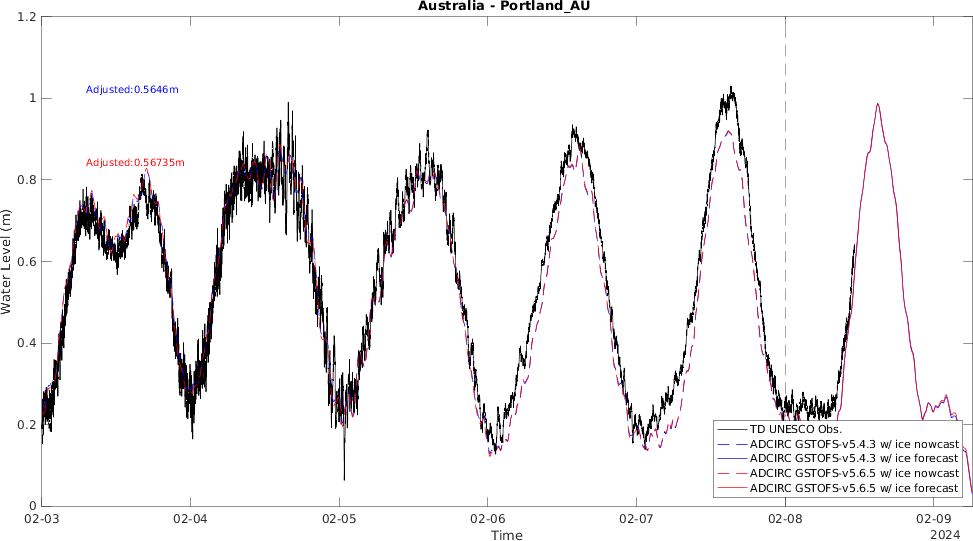 Australia - Portland_AU
1.2
1
0.8
0.6
0.4
0.2
0
Water Level (m)
Adjusted:0.5646m
Adjusted:0.56735m
TD UNESCO Obs.
ADCIRC GSTOFS-v5.4.3 w/ ice nowcast
ADCIRC GSTOFS-v5.4.3 w/ ice forecast
ADCIRC GSTOFS-v5.6.5 w/ ice nowcast
ADCIRC GSTOFS-v5.6.5 w/ ice forecast
02-03 02-04 02-05 02-06 02-07 02-08 02-09
Time
2024